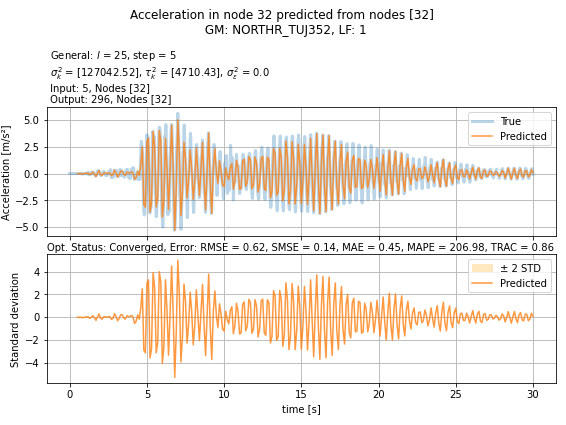 Acceleration in node 32 predicted from nodes [32]
GM: NORTHR_TUJ352, LF: 1
General: l = 25, step = 5
σ²ₖ = [127042.52], τ²ₖ = [4710.43], σ²ε = 0.0
Input: 5, Nodes [32]
Output: 296, Nodes [32]
Acceleration [m/s²]
5.0
2.5
0.0
−2.5
−5.0
True
Predicted
Opt. Status: Converged, Error: RMSE = 0.62, SMSE = 0.14, MAE = 0.45, MAPE = 206.98, TRAC = 0.86
Standard deviation
4
2
0
−2
−4
± 2 STD
Predicted
0 5 10 15 20 25 30
time [s]